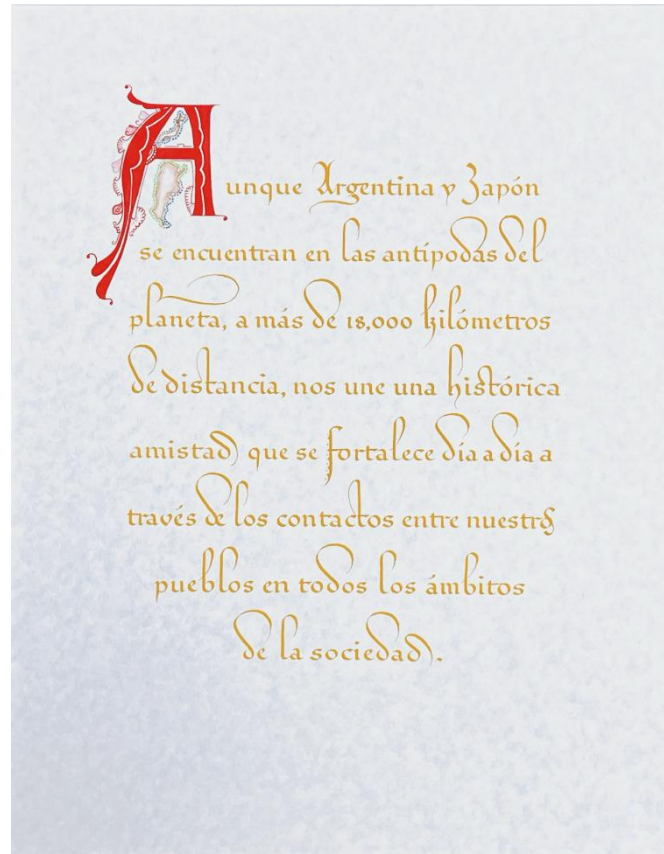 Aunque Argentina y Japón
se encuentran en las antípodas del
planeta, a más de 18,000 kilómetros
de distancia, nos une una histórica
amistad que se fortalece día a día a
través de los contactos entre nuestros
pueblos en todos los ámbitos
de la sociedad.